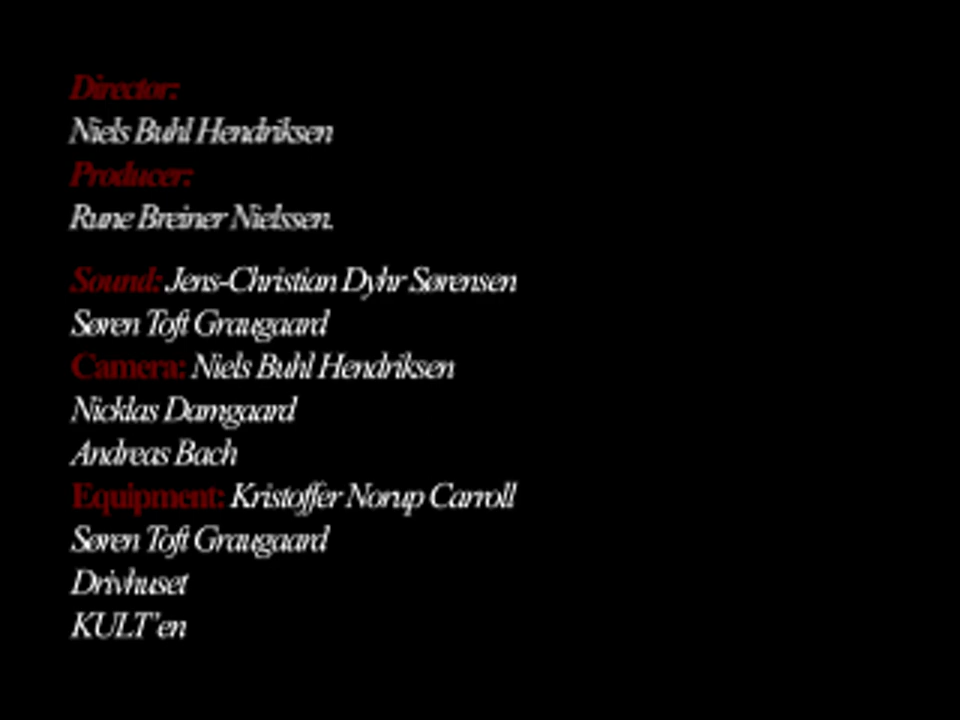 Director:
Niels Buhl Hendriksen
Producer:
Rune Breiner Nielssen.
Sound: Jens-Christian Dyhr Sørensen
Søren Toft Graugaard
Camera: Niels Buhl Hendriksen
Nicklas Damgaard
Andreas Bach
Equipment: Kristoffer Norup Carroll
Søren Toft Graugaard
Drivhuset
KULT'en